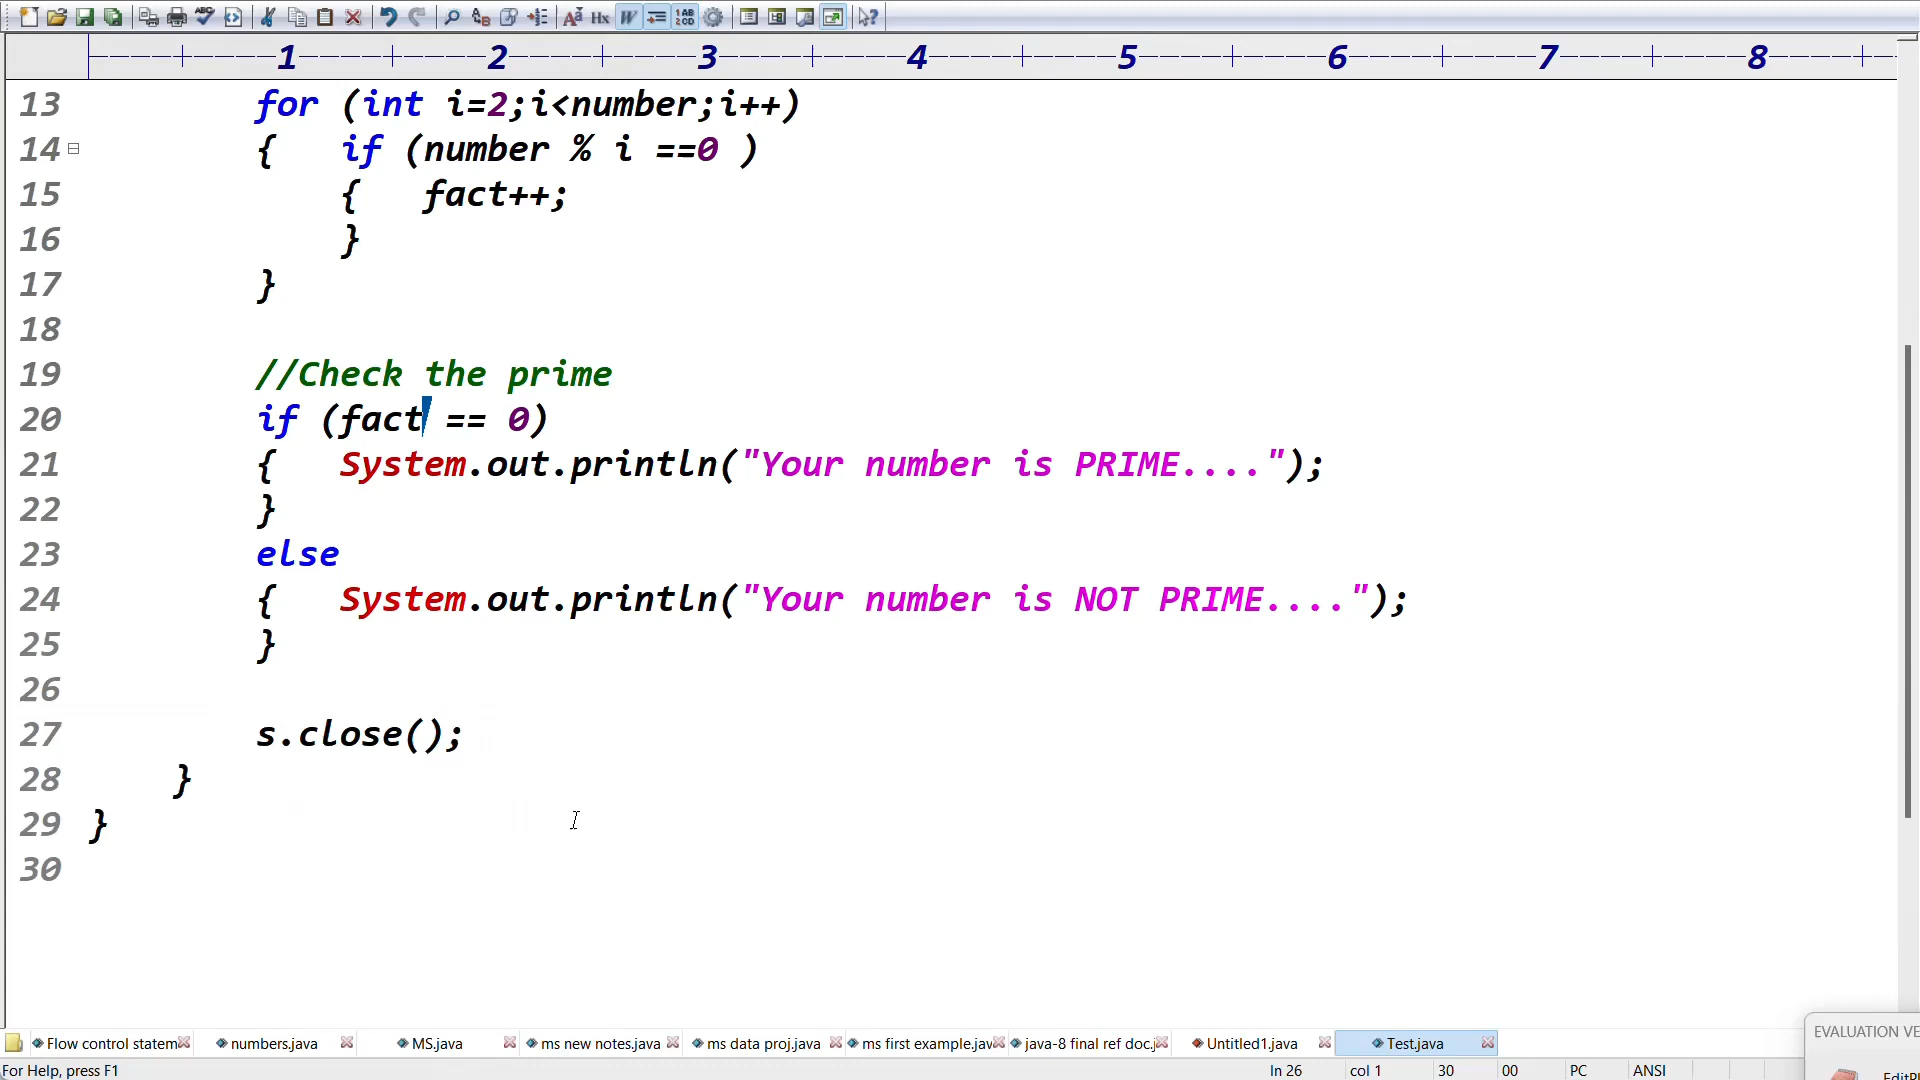 ----+----1----+----2----+----3----+----4----+----5----+----6----+----7----+----8----+-
13 for (int i=2;i<number;i++)
14 { if (number % i ==0 )
15 { fact++;
16 }
17 }
18
19 //Check the prime
20 if (fact == 0)
21 { System.out.println("Your number is PRIME....");
22 }
23 else
24 { System.out.println("Your number is NOT PRIME....");
25 }
26
27 s.close();
28 }
29 }
30
Flow control statem numbers.java MS.java ms new notes.java ms data proj.java ms first example.jav java-8 final ref doc.j Untitled1.java Test.java
EVALUATION VE
For Help, press F1 ln 26 col 1 30 00 PC ANSI
EditPl